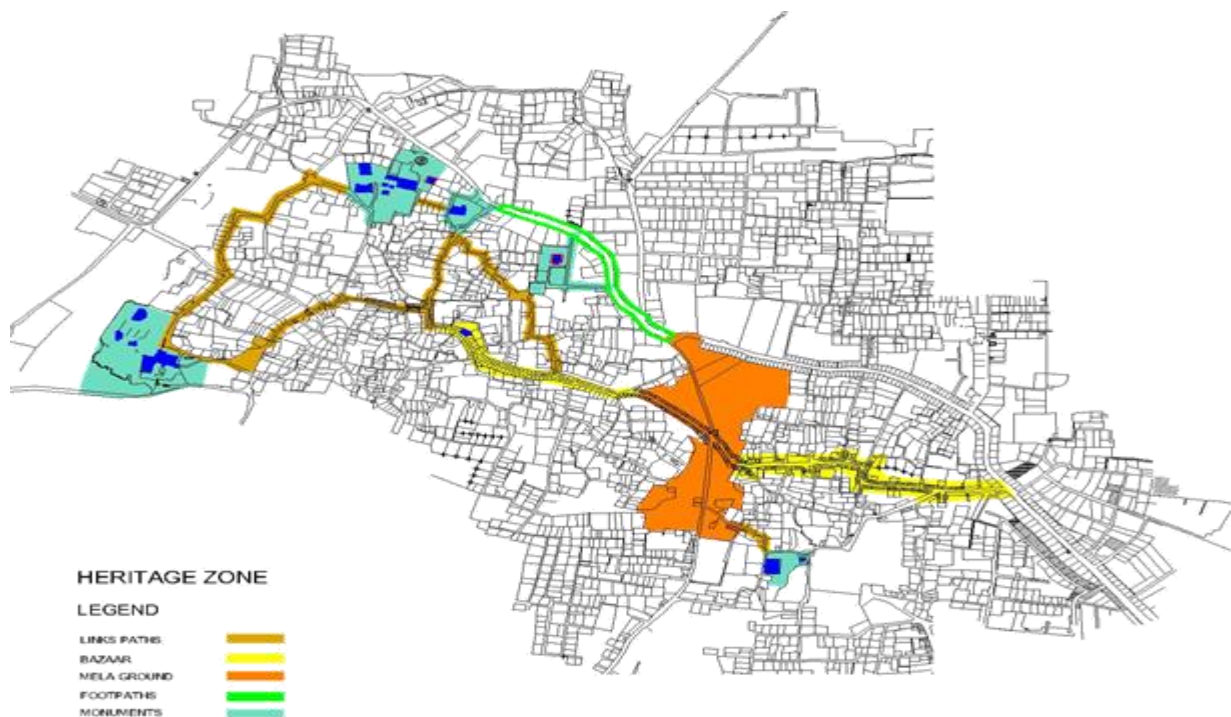 HERITAGE ZONE
LEGEND
LINKS PATHS
BAZAAR
MELA GROUND
FOOTPATHS
MONUMENTS